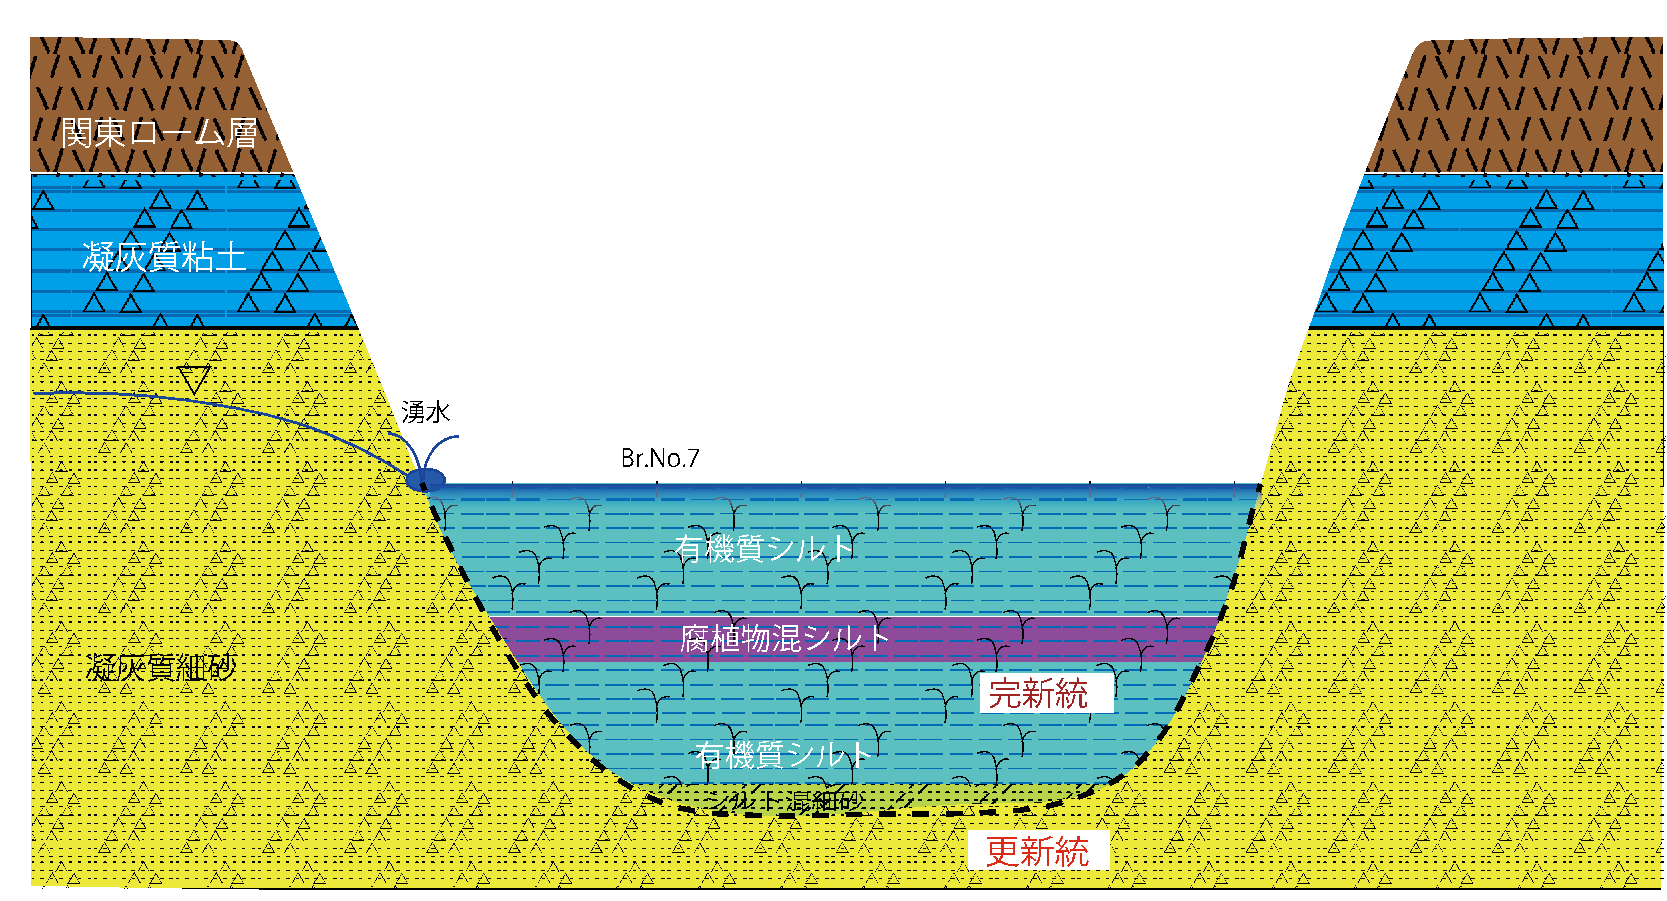 関東ローム層
凝灰質粘土
湧水
Br.No.7
有機質シルト
腐植物混シルト
凝灰質細砂
完新統
有機質シルト
シルト混細砂
更新統